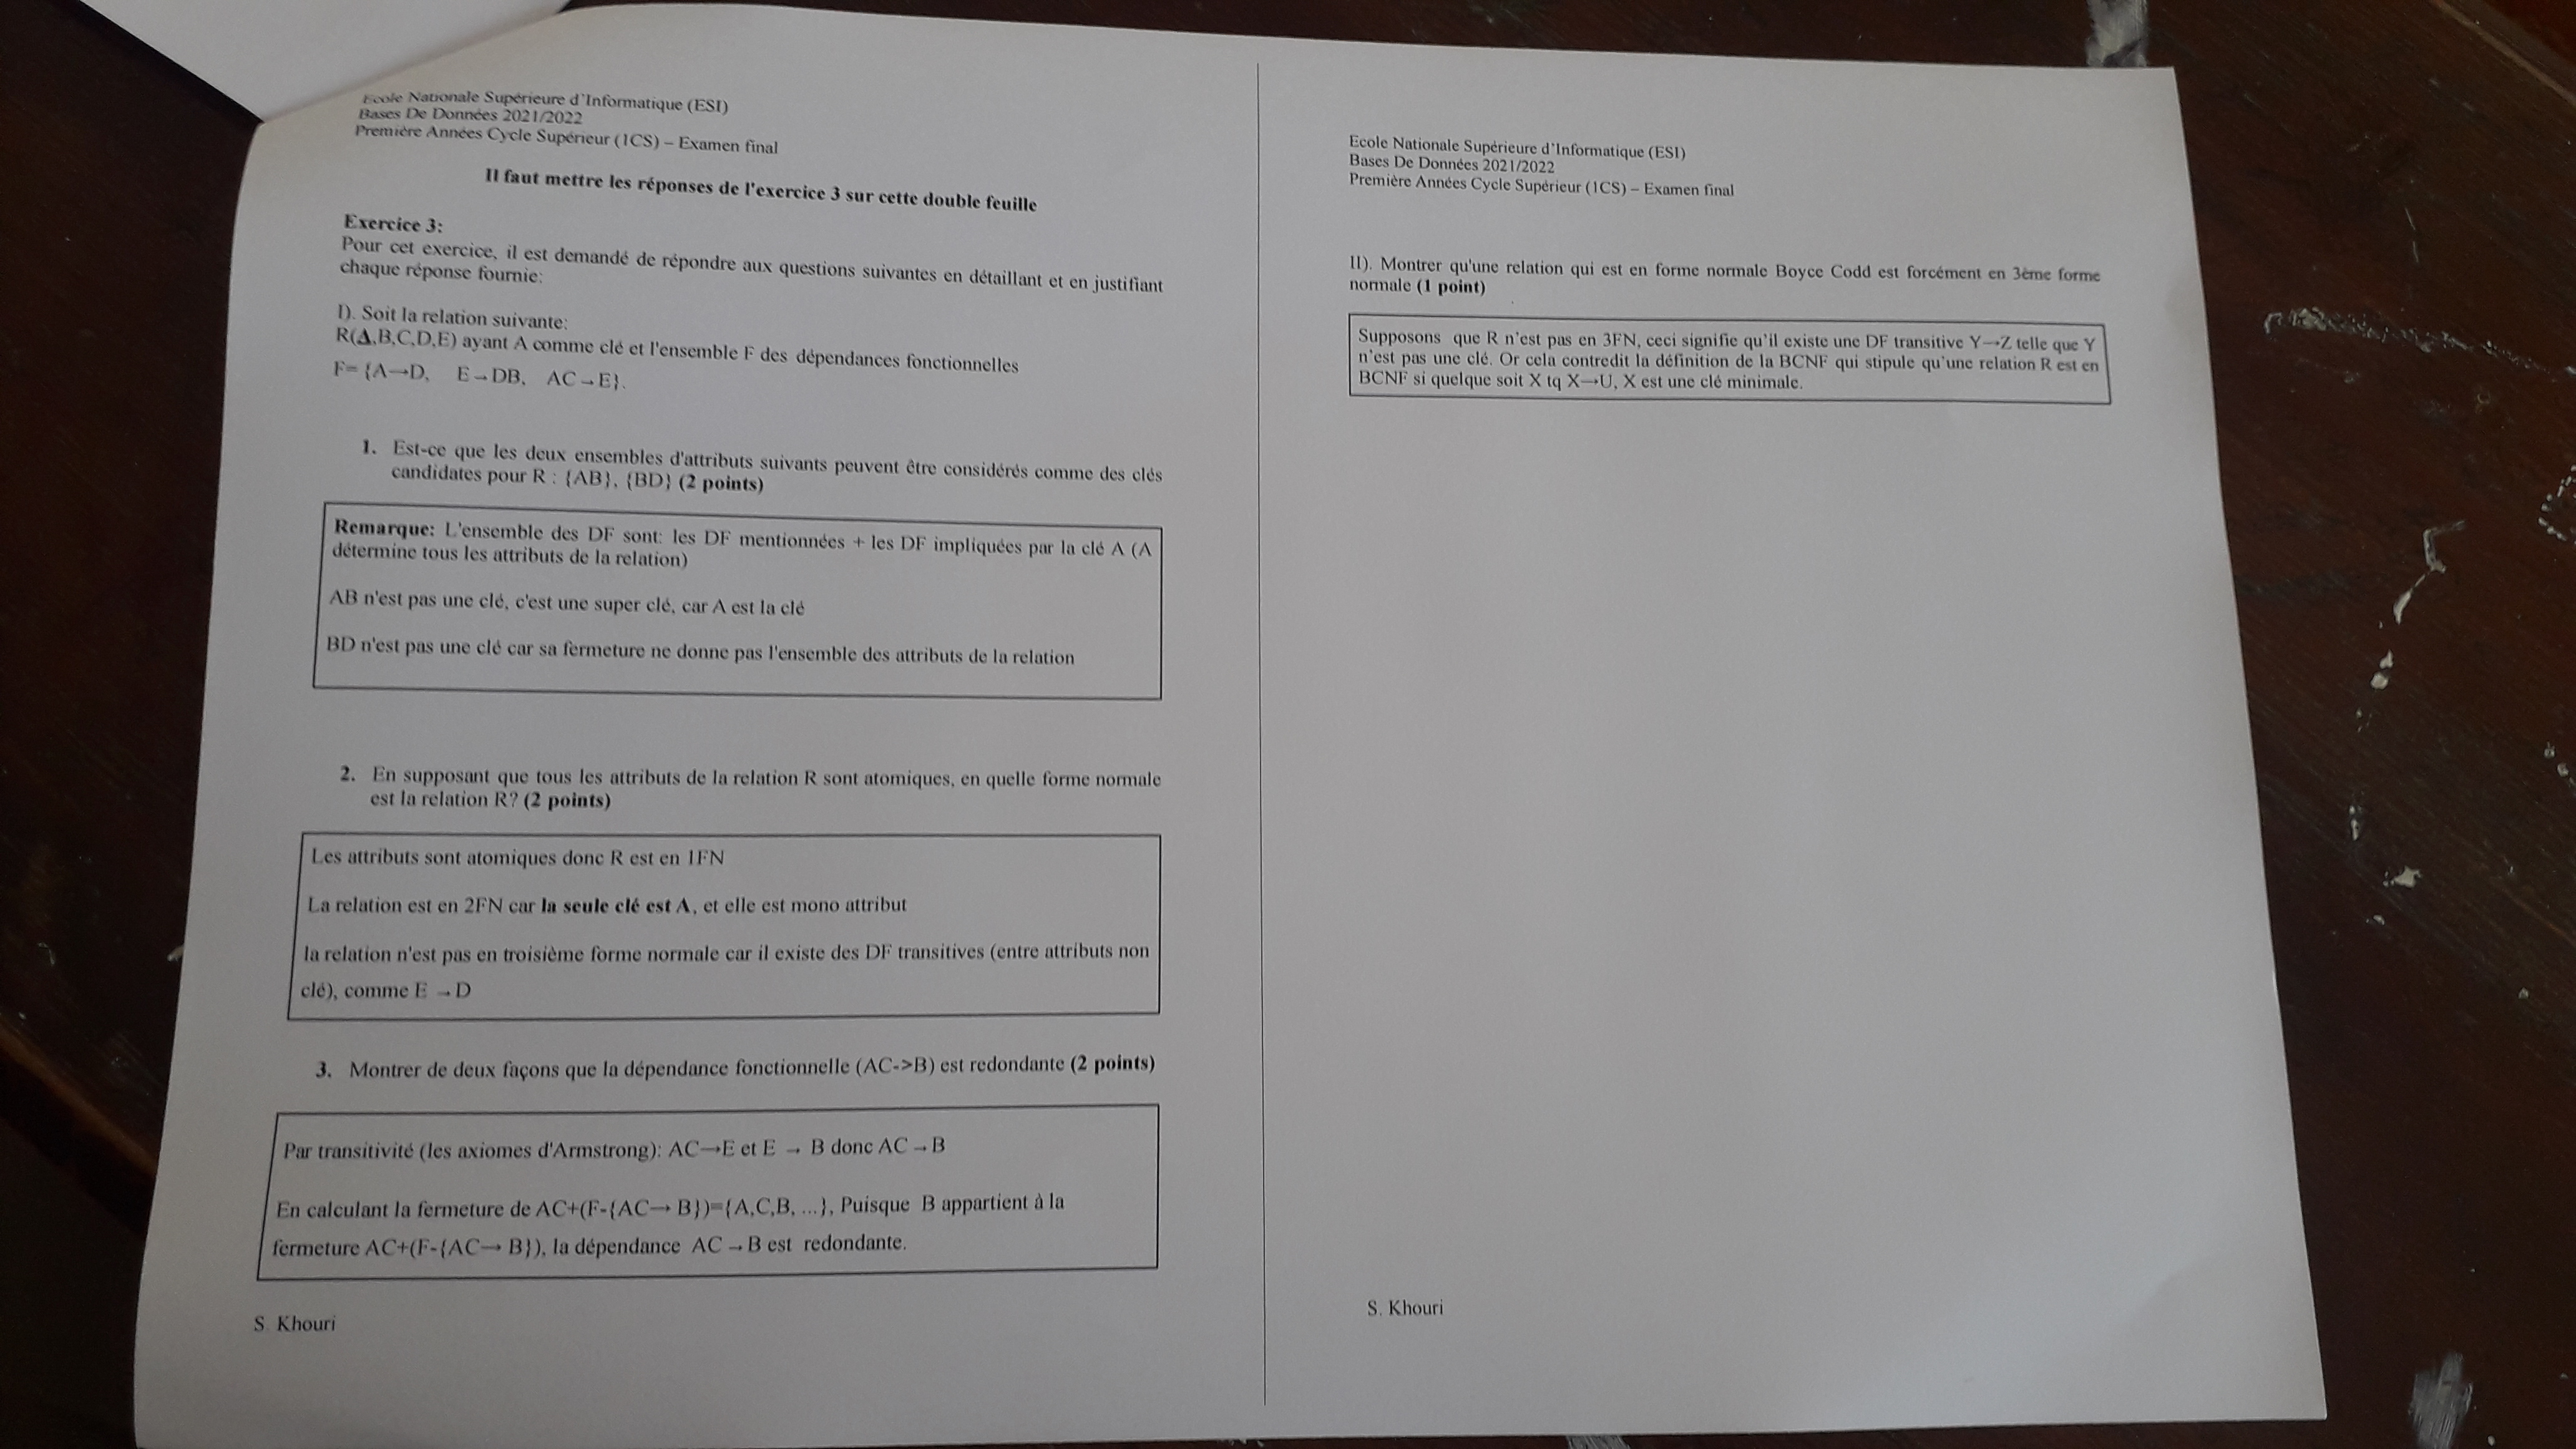 Ecole Nationale Supérieure d'Informatique (ESI)
Bases De Données 2021/2022
Première Années Cycle Supérieur (1CS) – Examen final
Il faut mettre les réponses de l'exercice 3 sur cette double feuille
Exercice 3:
Pour cet exercice, il est demandé de répondre aux questions suivantes en détaillant et en justifiant
chaque réponse fournie:
I). Soit la relation suivante:
R(A,B,C,D,E) ayant A comme clé et l'ensemble F des dépendances fonctionnelles
F= {A→D, E→DB, AC→E}.
1. Est-ce que les deux ensembles d'attributs suivants peuvent être considérés comme des clés
candidates pour R : {AB}, {BD} (2 points)
Remarque: L'ensemble des DF sont: les DF mentionnées + les DF impliquées par la clé A (A
détermine tous les attributs de la relation)
AB n'est pas une clé, c'est une super clé, car A est la clé
BD n'est pas une clé car sa fermeture ne donne pas l'ensemble des attributs de la relation
2. En supposant que tous les attributs de la relation R sont atomiques, en quelle forme normale
est la relation R? (2 points)
Les attributs sont atomiques donc R est en 1FN
La relation est en 2FN car la seule clé est A, et elle est mono attribut
la relation n'est pas en troisième forme normale car il existe des DF transitives (entre attributs non
clé), comme E → D
3. Montrer de deux façons que la dépendance fonctionnelle (AC->B) est redondante (2 points)
Par transitivité (les axiomes d'Armstrong): AC→E et E → B donc AC→B
En calculant la fermeture de AC+(F-{AC→ B})={A,C,B, ...}, Puisque B appartient à la
fermeture AC+(F-{AC→ B}), la dépendance AC→B est redondante.
S. Khouri
Ecole Nationale Supérieure d'Informatique (ESI)
Bases De Données 2021/2022
Première Années Cycle Supérieur (1CS) – Examen final
II). Montrer qu'une relation qui est en forme normale Boyce Codd est forcément en 3ème forme
normale (1 point)
Supposons que R n'est pas en 3FN, ceci signifie qu'il existe une DF transitive Y→Z telle que Y
n'est pas une clé. Or cela contredit la définition de la BCNF qui stipule qu'une relation R est en
BCNF si quelque soit X tq X→U, X est une clé minimale.
S. Khouri